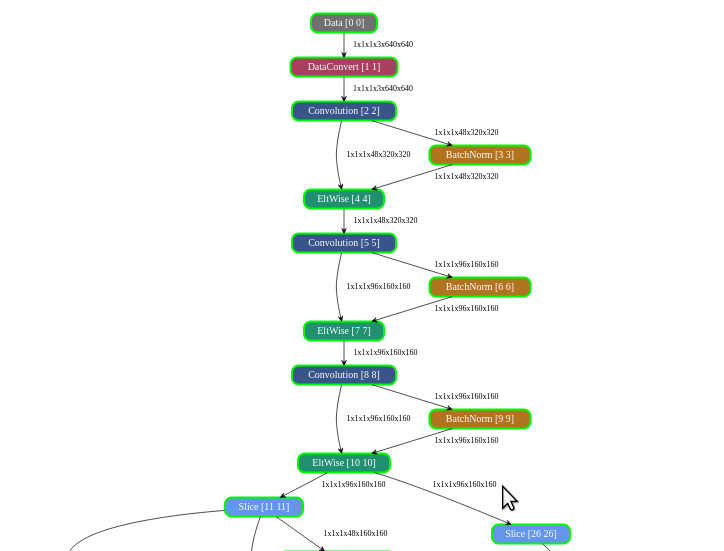 Data [0 0]
1x1x1x3x640x640
DataConvert [1 1]
1x1x1x3x640x640
Convolution [2 2]
1x1x1x48x320x320
1x1x1x48x320x320
BatchNorm [3 3]
1x1x1x48x320x320
EltWise [4 4]
1x1x1x48x320x320
Convolution [5 5]
1x1x1x96x160x160
1x1x1x96x160x160
BatchNorm [6 6]
1x1x1x96x160x160
EltWise [7 7]
1x1x1x96x160x160
Convolution [8 8]
1x1x1x96x160x160
1x1x1x96x160x160
BatchNorm [9 9]
1x1x1x96x160x160
EltWise [10 10]
1x1x1x96x160x160
1x1x1x96x160x160
Slice [11 11]
Slice [26 26]
1x1x1x48x160x160